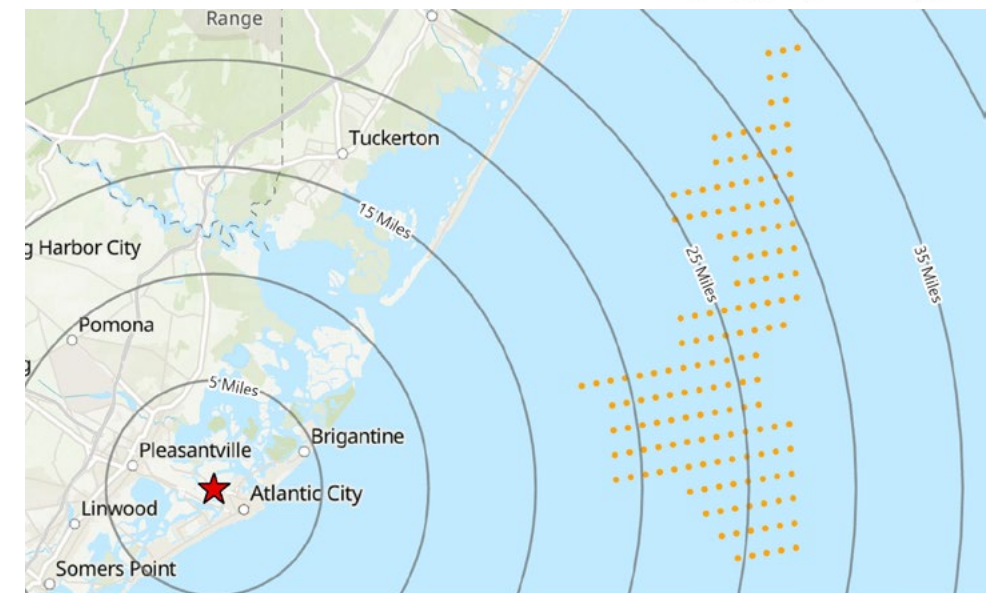 Range
Tuckerton
15 Miles
g Harbor City
25 Miles
35 Miles
Pomona
g
5 Miles
Brigantine
Pleasantville
Atlantic City
Linwood
Somers Point